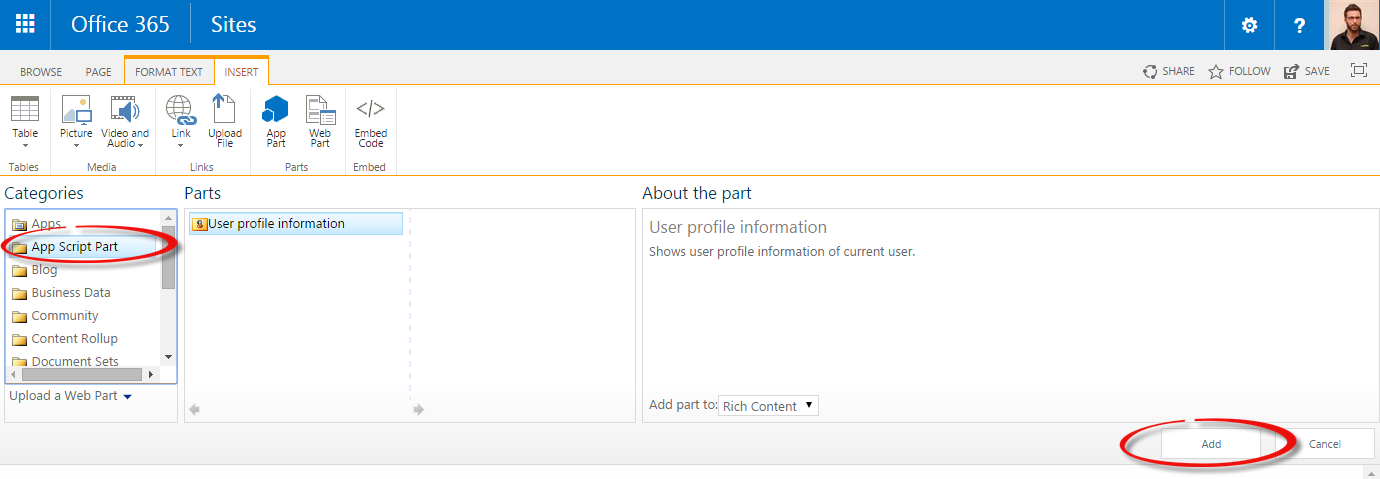 Office 365 Sites ?
BROWSE PAGE FORMAT TEXT INSERT SHARE FOLLOW SAVE
Table Picture Video and Audio Link Upload File App Part Web Part Embed Code
Tables Media Links Parts Embed
Categories Parts About the part
Apps
App Script Part
Blog
Business Data
Community
Content Rollup
Document Sets
Upload a Web Part
User profile information
User profile information
Shows user profile information of current user.
Add part to: Rich Content
Add Cancel